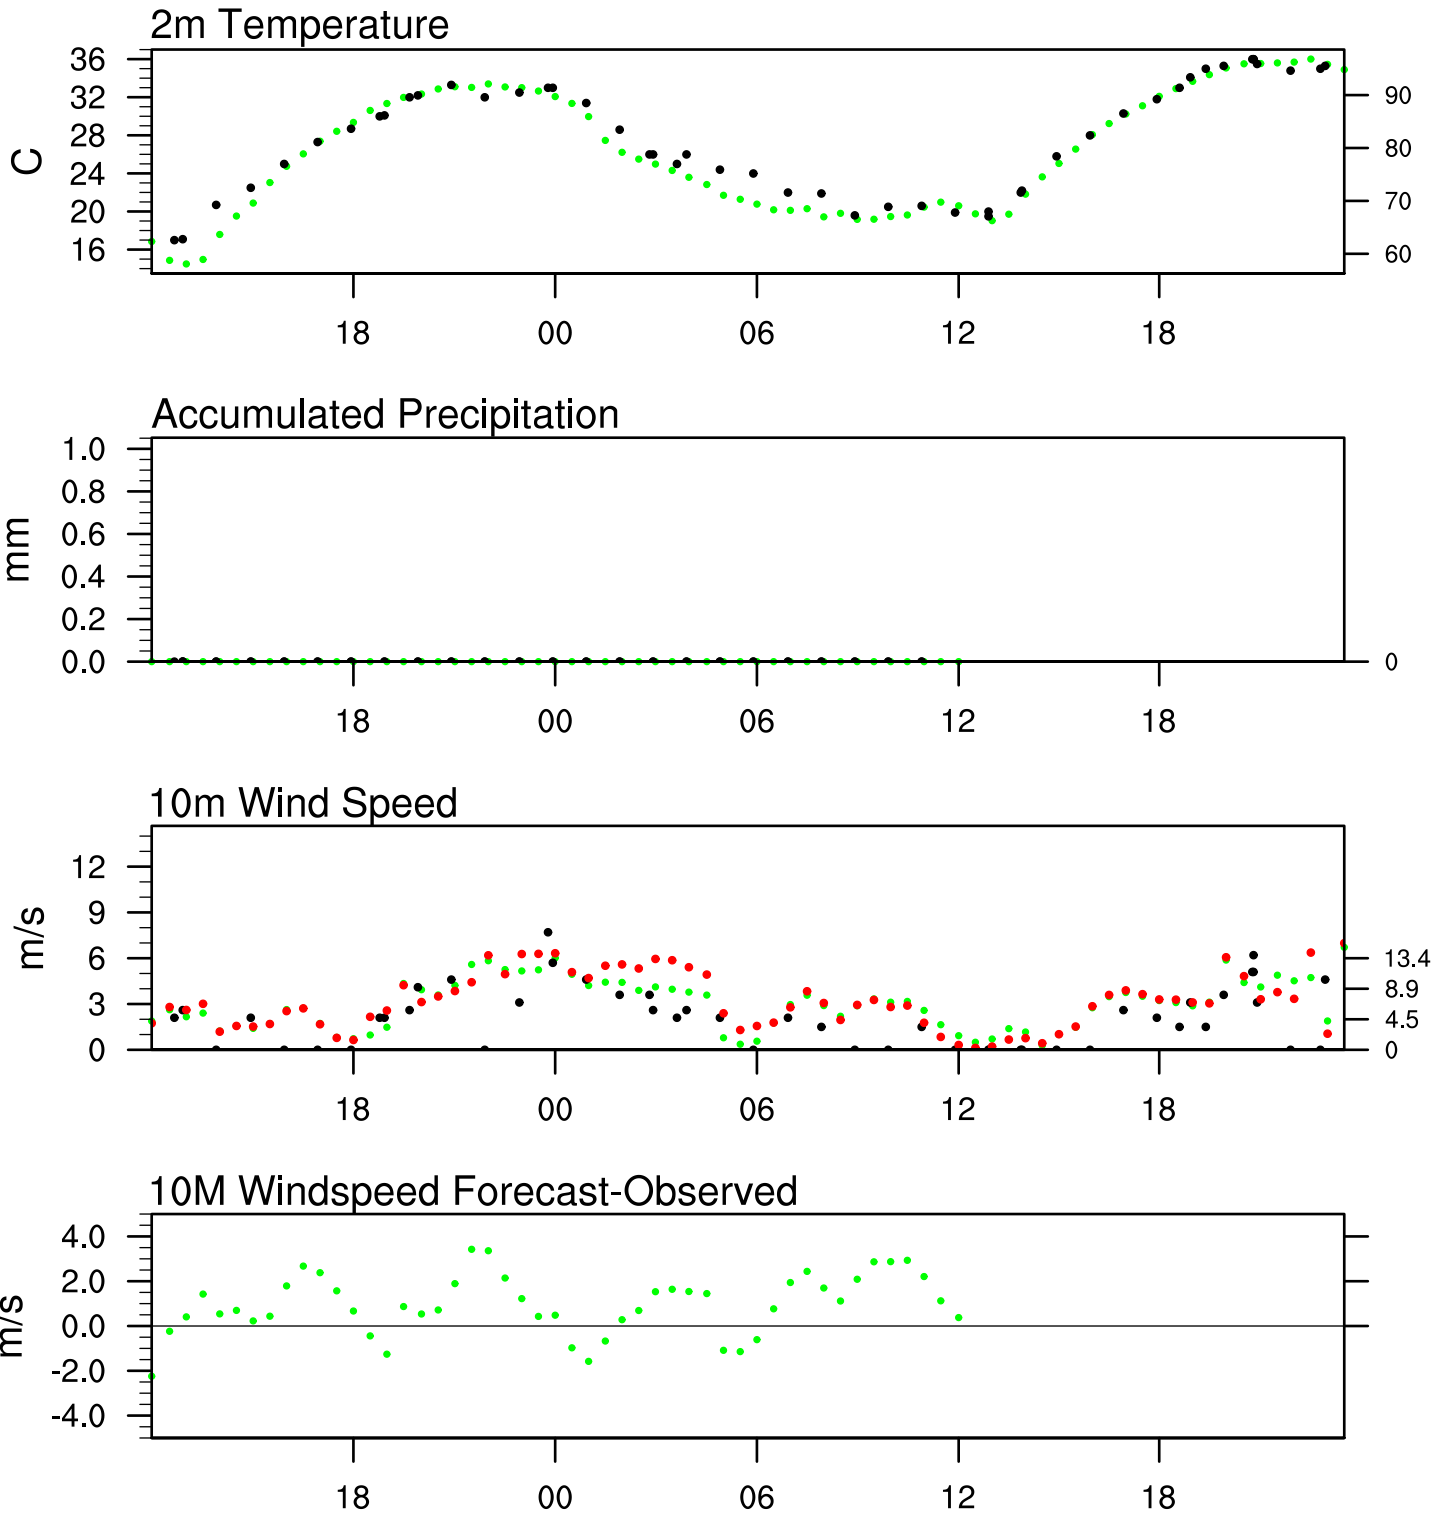 2m Temperature
36
32
28
24
20
16
C
90
80
70
60
18 00 06 12 18
Accumulated Precipitation
1.0
0.8
0.6
0.4
0.2
0.0
mm
0
18 00 06 12 18
10m Wind Speed
12
9
6
3
0
m/s
13.4
8.9
4.5
0
18 00 06 12 18
10M Windspeed Forecast-Observed
4.0
2.0
0.0
-2.0
-4.0
m/s
18 00 06 12 18